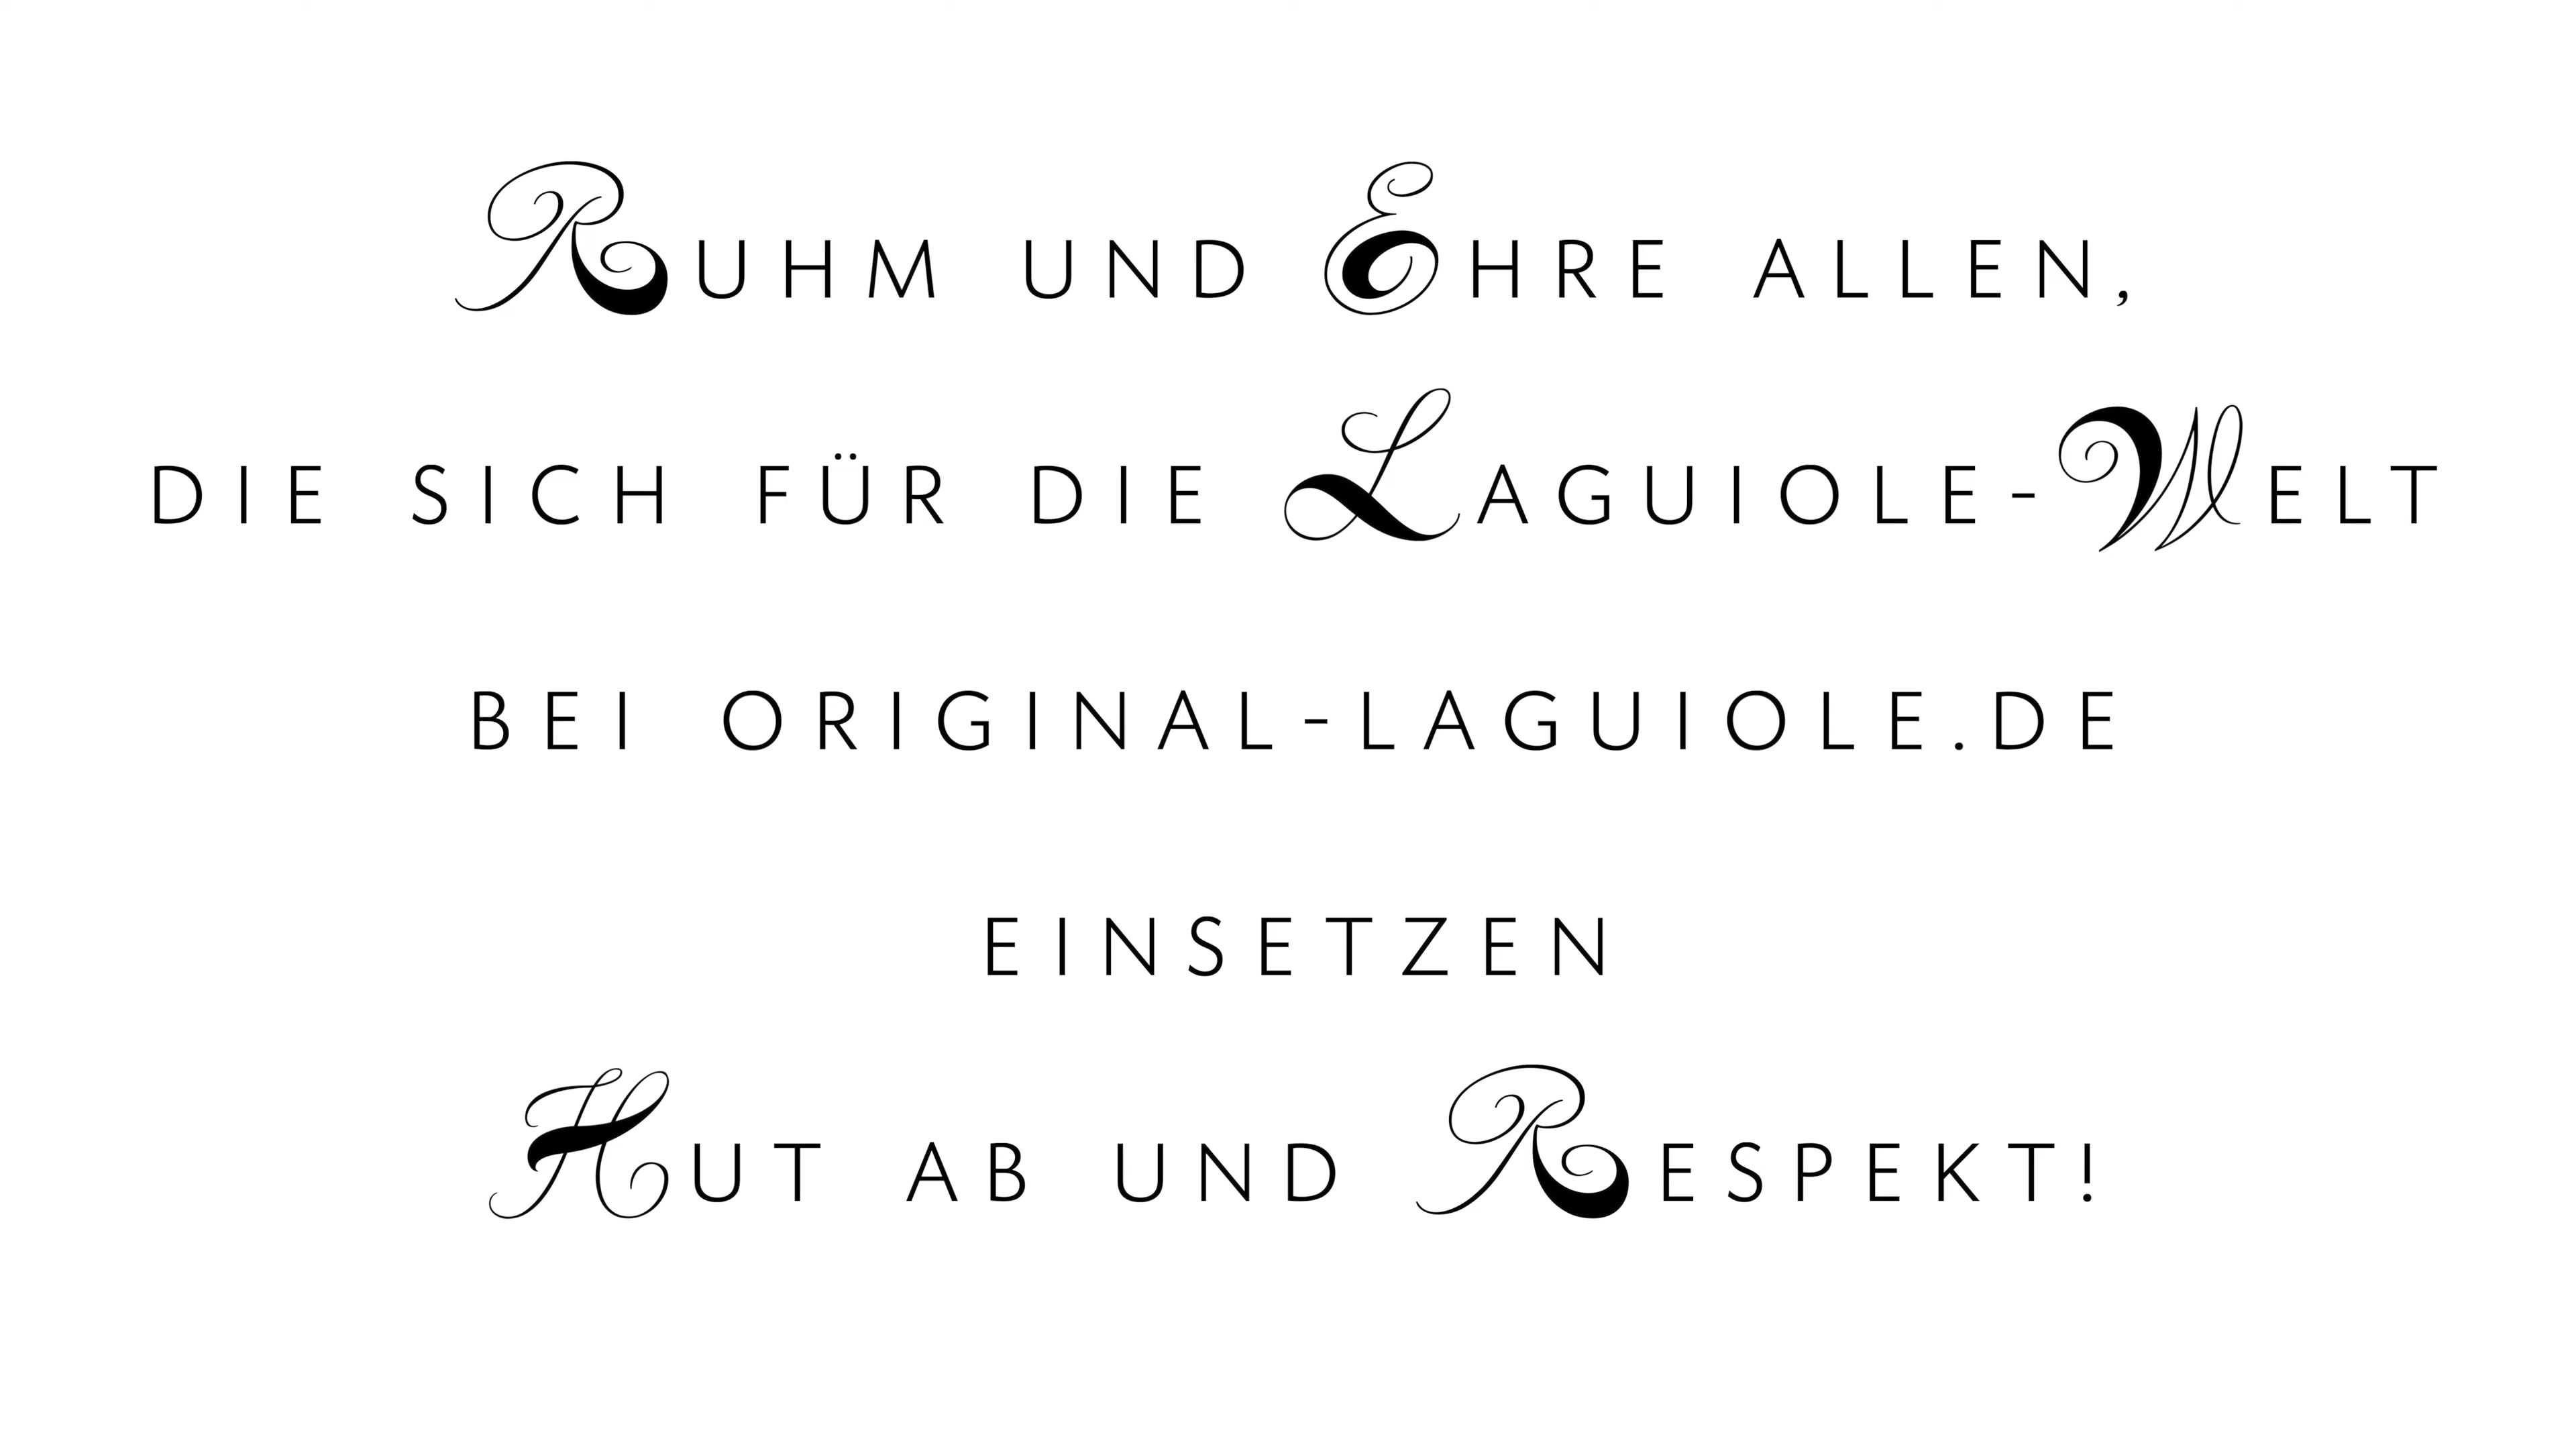 Ruhm und Ehre allen,
die sich für die Laguiole-Welt
bei original-laguiole.de
einsetzen
Hut ab und Respekt!